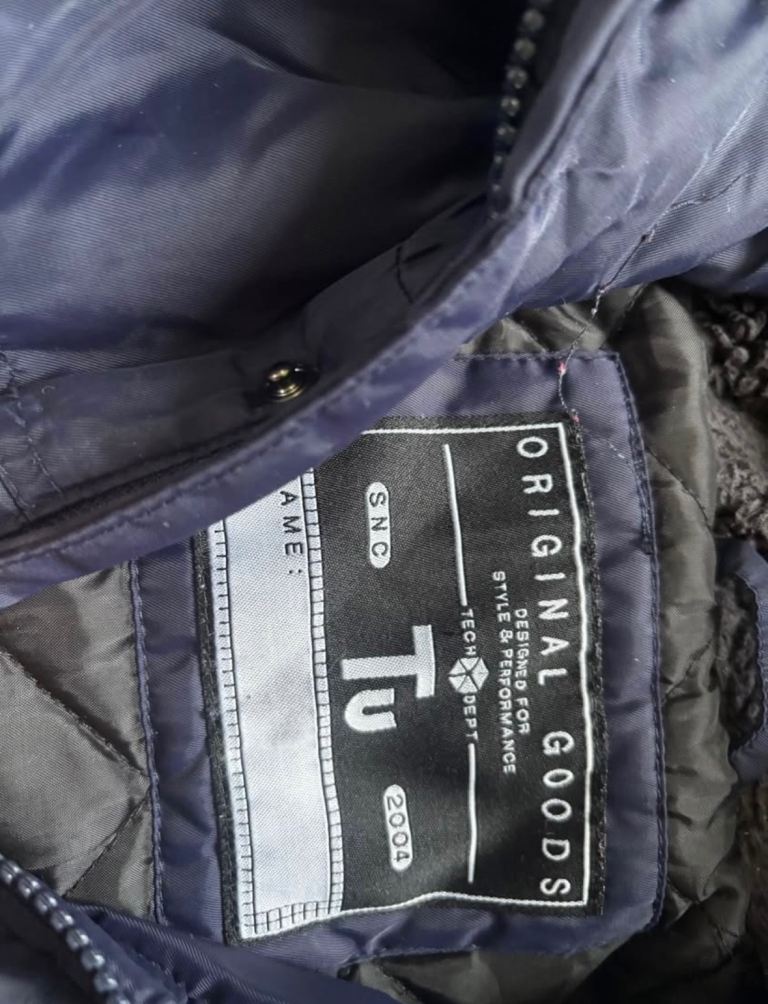 ORIGINAL GOODS
DESIGNED FOR
STYLE & PERFORMANCE
TECH DEPT
SNC Tu 2004
AME: